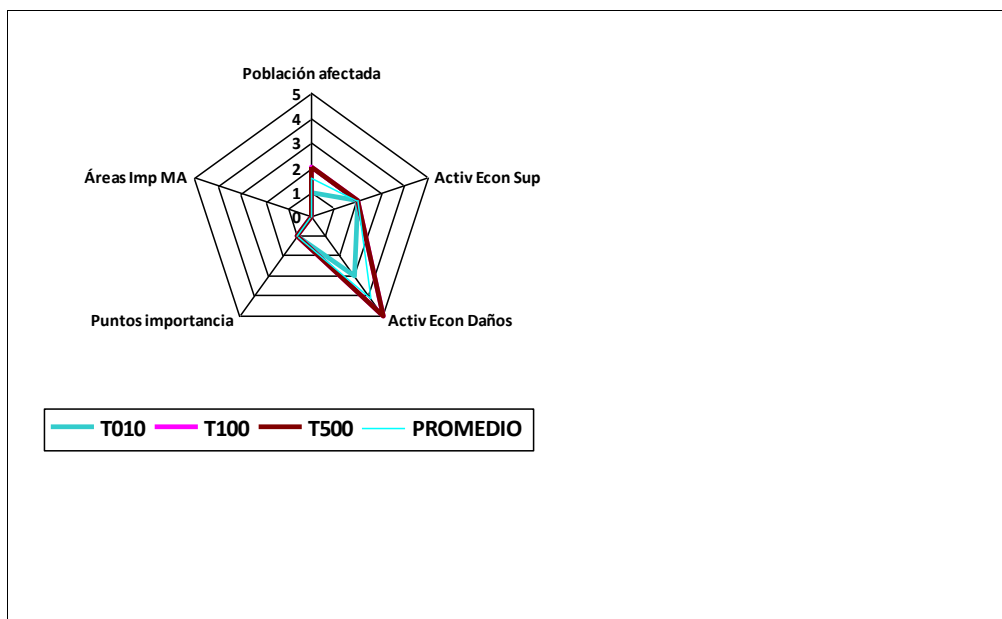 Población afectada
5
4
3
2
1
0
Áreas Imp MA
Activ Econ Sup
Puntos importancia
Activ Econ Daños
T010 T100 T500 PROMEDIO